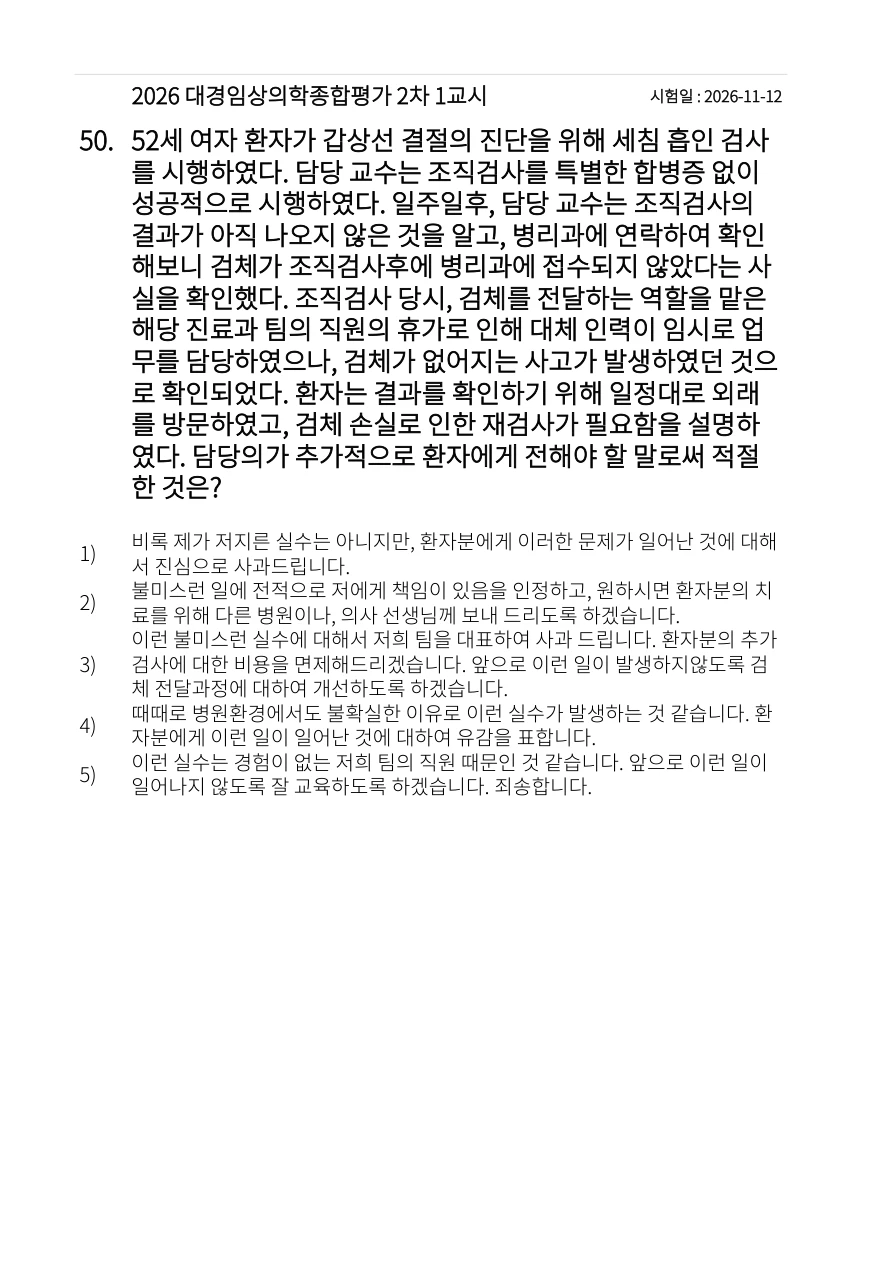 2026 대경임상의학종합평가 2차 1교시
시험일 : 2026-11-12
50. 52세 여자 환자가 갑상선 결절의 진단을 위해 세침 흡인 검사
를 시행하였다. 담당 교수는 조직검사를 특별한 합병증 없이
성공적으로 시행하였다. 일주일후, 담당 교수는 조직검사의
결과가 아직 나오지 않은 것을 알고, 병리과에 연락하여 확인
해보니 검체가 조직검사후에 병리과에 접수되지 않았다는 사
실을 확인했다. 조직검사 당시, 검체를 전달하는 역할을 맡은
해당 진료과 팀의 직원의 휴가로 인해 대체 인력이 임시로 업
무를 담당하였으나, 검체가 없어지는 사고가 발생하였던 것으
로 확인되었다. 환자는 결과를 확인하기 위해 일정대로 외래
를 방문하였고, 검체 손실로 인한 재검사가 필요함을 설명하
였다. 담당의가 추가적으로 환자에게 전해야 할 말로써 적절
한 것은?
1) 비록 제가 저지른 실수는 아니지만, 환자분에게 이러한 문제가 일어난 것에 대해
서 진심으로 사과드립니다.
2) 불미스런 일에 전적으로 저에게 책임이 있음을 인정하고, 원하시면 환자분의 치
료를 위해 다른 병원이나, 의사 선생님께 보내 드리도록 하겠습니다.
3) 이런 불미스런 실수에 대해서 저희 팀을 대표하여 사과 드립니다. 환자분의 추가
검사에 대한 비용을 면제해드리겠습니다. 앞으로 이런 일이 발생하지않도록 검
체 전달과정에 대하여 개선하도록 하겠습니다.
4) 때때로 병원환경에서도 불확실한 이유로 이런 실수가 발생하는 것 같습니다. 환
자분에게 이런 일이 일어난 것에 대하여 유감을 표합니다.
5) 이런 실수는 경험이 없는 저희 팀의 직원 때문인 것 같습니다. 앞으로 이런 일이
일어나지 않도록 잘 교육하도록 하겠습니다. 죄송합니다.